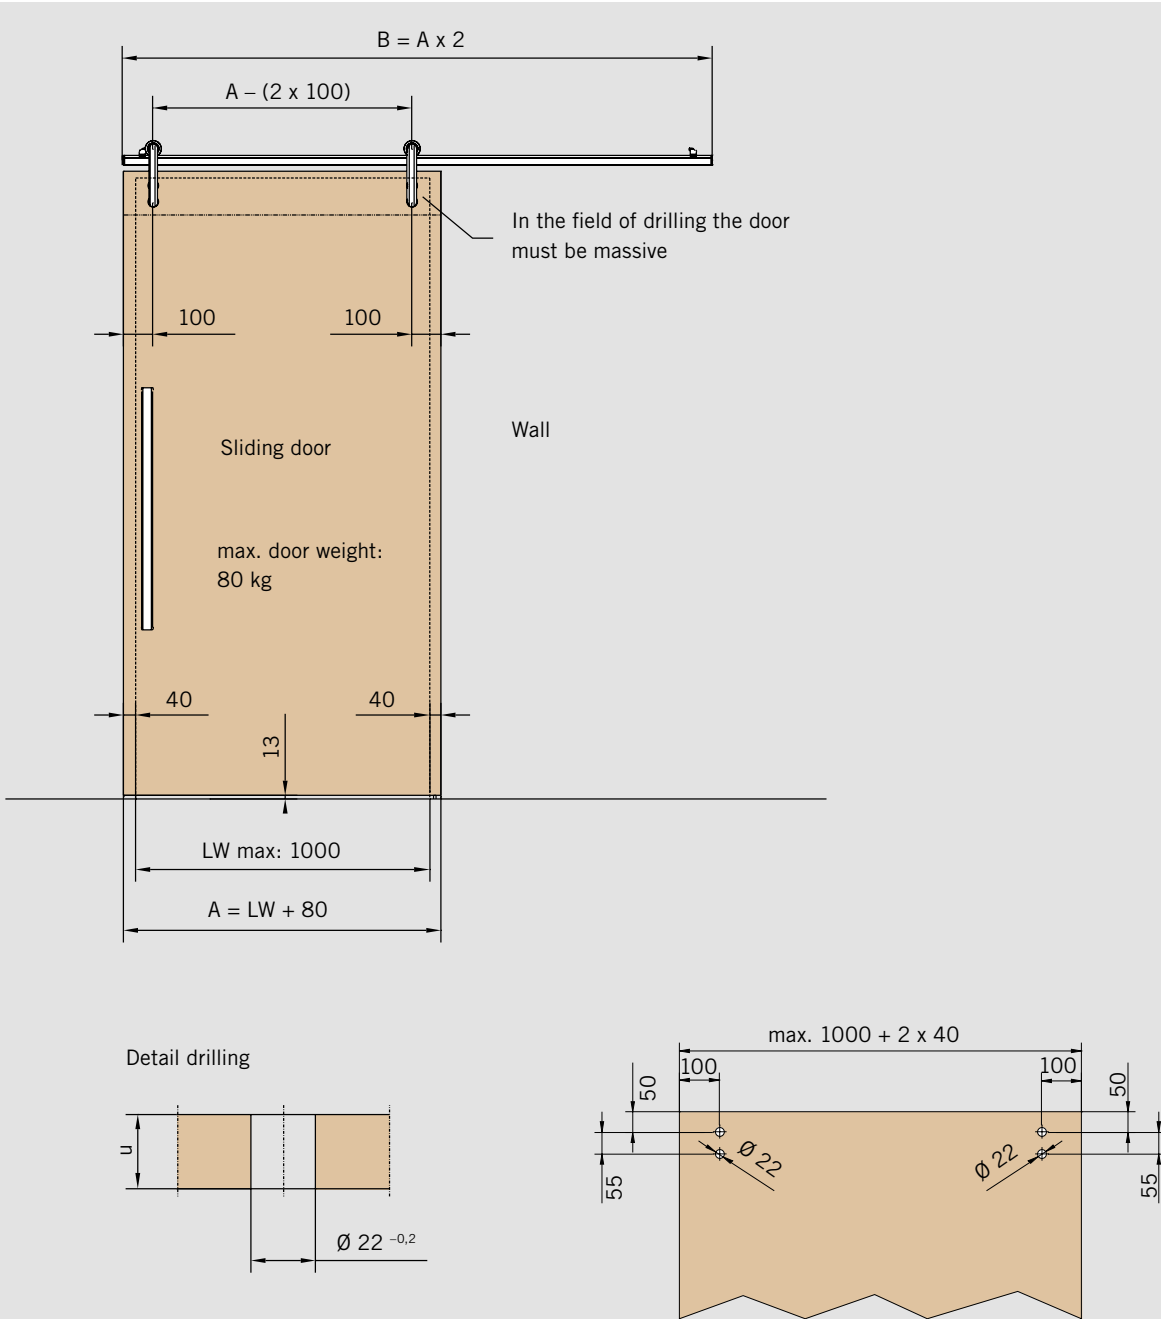 B = A x 2
A – (2 x 100)
In the field of drilling the door
must be massive
100
100
Wall
Sliding door
max. door weight:
80 kg
40
40
13
LW max: 1000
A = LW + 80
Detail drilling
u
Ø 22 –0,2
max. 1000 + 2 x 40
100
100
50
50
Ø 22
Ø 22
55
55